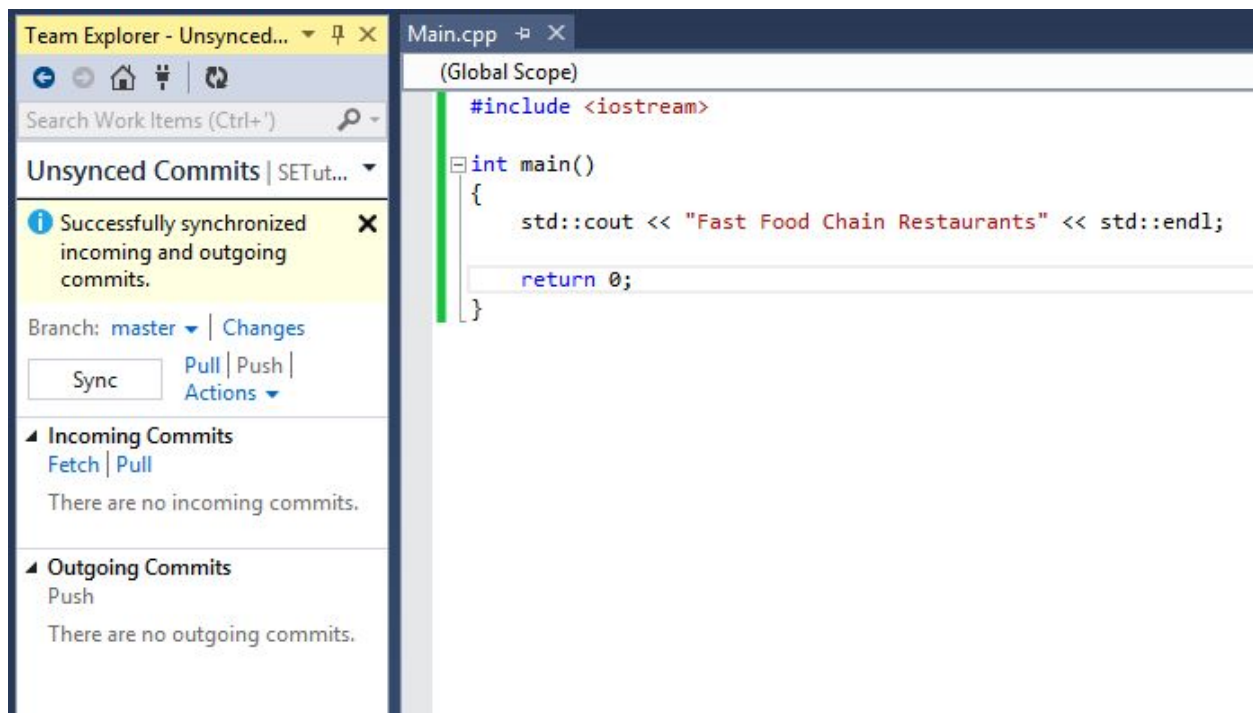 Team Explorer - Unsynced...
Search Work Items (Ctrl+')
Unsynced Commits | SETut...
Successfully synchronized
incoming and outgoing
commits.
Branch: master | Changes
Sync
Pull | Push |
Actions
Incoming Commits
Fetch | Pull
There are no incoming commits.
Outgoing Commits
Push
There are no outgoing commits.
Main.cpp
(Global Scope)
#include <iostream>
int main()
{
std::cout << "Fast Food Chain Restaurants" << std::endl;
return 0;
}